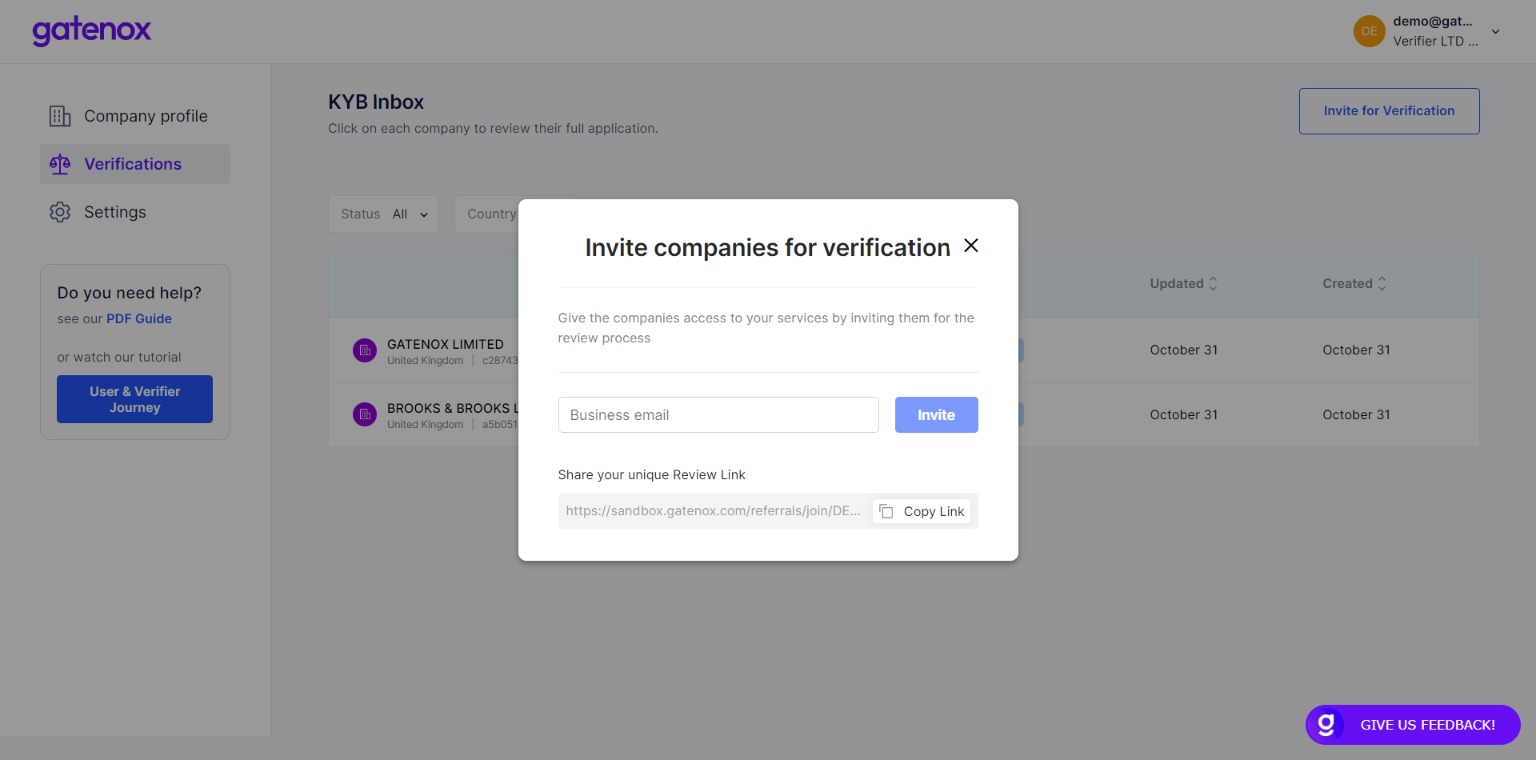 gatenox
DE
demo@gat...
Verifier LTD ...
Company profile
Verifications
Settings
Do you need help?
see our PDF Guide
or watch our tutorial
User & Verifier
Journey
KYB Inbox
Click on each company to review their full application.
Invite for Verification
Status All
Country
Updated
Created
GATENOX LIMITED
United Kingdom | c28743
October 31
October 31
BROOKS & BROOKS L
United Kingdom | a5b051
October 31
October 31
Invite companies for verification
Give the companies access to your services by inviting them for the
review process
Business email
Invite
Share your unique Review Link
https://sandbox.gatenox.com/referrals/join/DE...
Copy Link
g
GIVE US FEEDBACK!